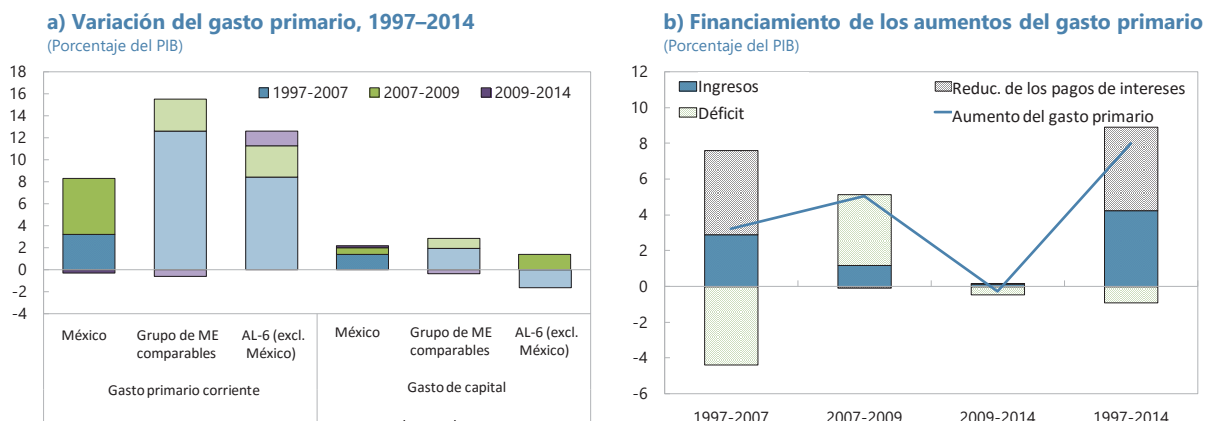 a) Variación del gasto primario, 1997–2014
(Porcentaje del PIB)
18
16
14
12
10
8
6
4
2
0
-2
-4
1997-2007
2007-2009
2009-2014
México
Grupo de ME
comparables
AL-6 (excl.
México)
México
Grupo de ME
comparables
AL-6 (excl.
México)
Gasto primario corriente
Gasto de capital
b) Financiamiento de los aumentos del gasto primario
(Porcentaje del PIB)
12
10
8
6
4
2
0
-2
-4
-6
Ingresos
Reduc. de los pagos de intereses
Déficit
Aumento del gasto primario
1997-2007
2007-2009
2009-2014
1997-2014